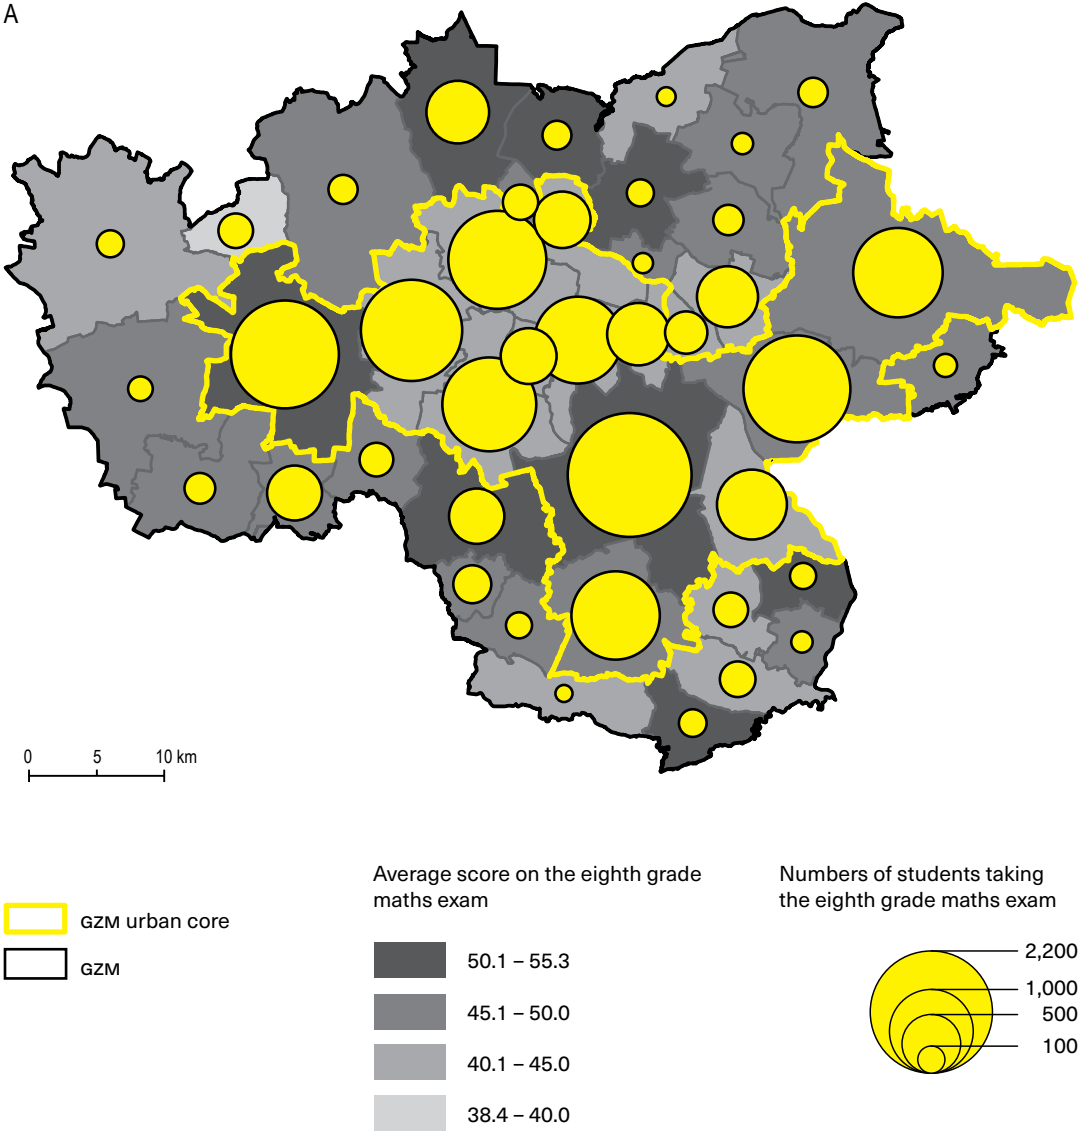 A
0 5 10 km
GZM urban core
GZM
Average score on the eighth grade
maths exam
50.1 – 55.3
45.1 – 50.0
40.1 – 45.0
38.4 – 40.0
Numbers of students taking
the eighth grade maths exam
2,200
1,000
500
100